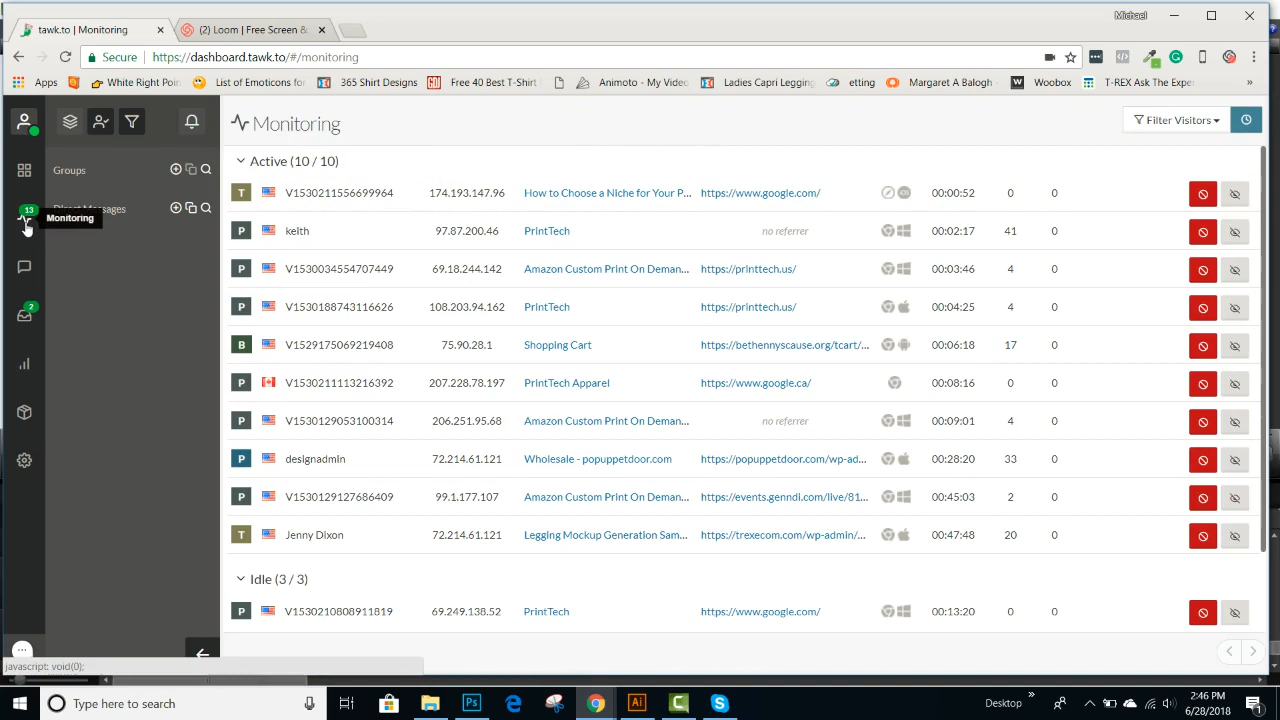 Michael
tawk.to | Monitoring
(2) Loom | Free Screen &
Secure
https://dashboard.tawk.to/#/monitoring
Apps
White Right Poin
List of Emotions for
365 Shirt Designs
Free 40 Best T-Shirt
Animoto - My Video
Ladies Capri Legging
etting
Margaret A Balogh
Woobox
T-REX Ask The Exper
Monitoring
Filter Visitors
Groups
Direct Messages
13
Monitoring
2
Active (10 / 10)
T V1530211556699964 174.193.147.96 How to Choose a Niche for Your P... https://www.google.com/ 00:00:52 0 0
P keith 97.87.200.46 PrintTech no referrer 00:02:17 41 0
P V1530034554707449 69.18.244.142 Amazon Custom Print On Deman... https://printtech.us/ 00:03:46 4 0
P V1530188743116626 108.203.94.162 PrintTech https://printtech.us/ 00:04:25 4 0
B V1529175069219408 75.90.28.1 Shopping Cart https://bethennyscause.org/tcart/... 00:06:18 17 0
P V1530211113216392 207.228.78.197 PrintTech Apparel https://www.google.ca/ 00:08:16 0 0
P V1530129053100314 206.251.95.68 Amazon Custom Print On Deman... no referrer 00:09:01 4 0
P designadmin 72.214.61.121 Wholesale - popuppetdoor.com https://popuppetdoor.com/wp-ad... 00:28:20 33 0
P V1530129127686409 99.1.177.107 Amazon Custom Print On Deman... https://events.genndi.com/live/81... 00:45:03 2 0
T Jenny Dixon 72.214.61.121 Legging Mockup Generation Sam... https://trexecom.com/wp-admin/... 00:47:48 20 0
Idle (3 / 3)
P V1530210808911819 69.249.138.52 PrintTech https://www.google.com/ 00:13:20 0 0
javascript: void(0);
Type here to search
Ps
Ai
Desktop
2:46 PM
6/28/2018
1